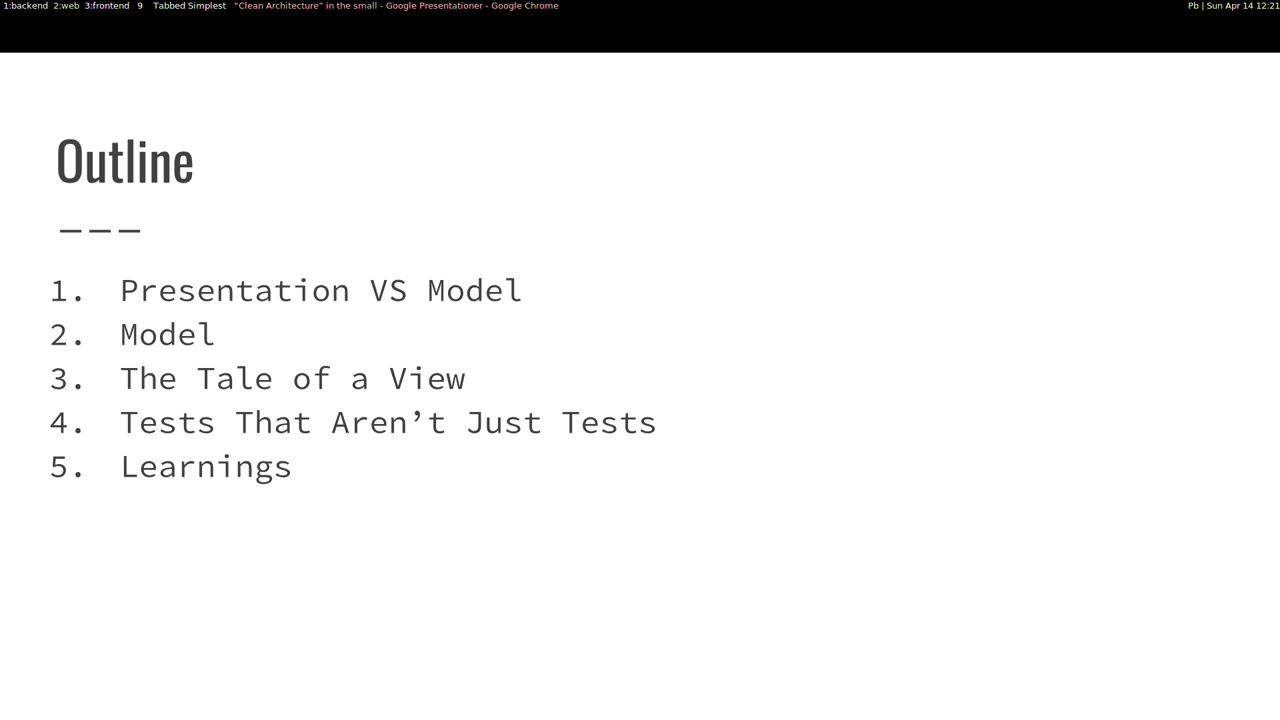 1:backend 2:web 3:frontend 9 Tabbed Simplest "Clean Architecture" in the small - Google Presentationer - Google Chrome Pb | Sun Apr 14 12:21
Outline
———
1. Presentation VS Model
2. Model
3. The Tale of a View
4. Tests That Aren’t Just Tests
5. Learnings